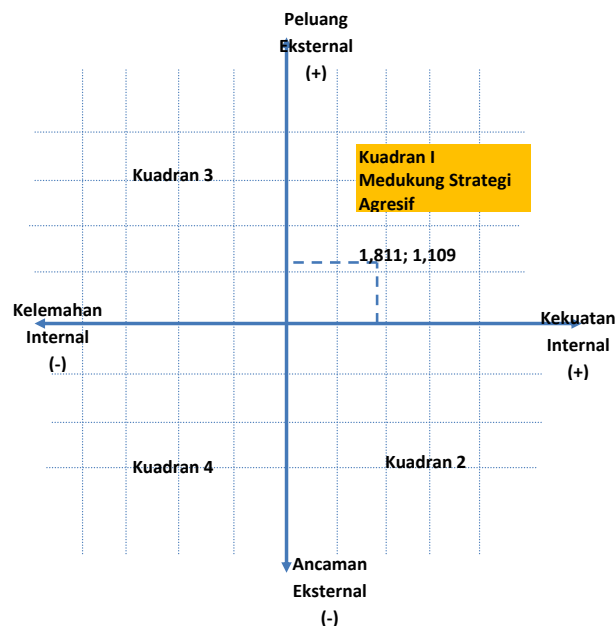 Peluang
Eksternal
(+)
Kuadran I
Medukung Strategi
Agresif
Kuadran 3
1,811; 1,109
Kelemahan
Internal
(-)
Kekuatan
Internal
(+)
Kuadran 4
Kuadran 2
Ancaman
Eksternal
(-)